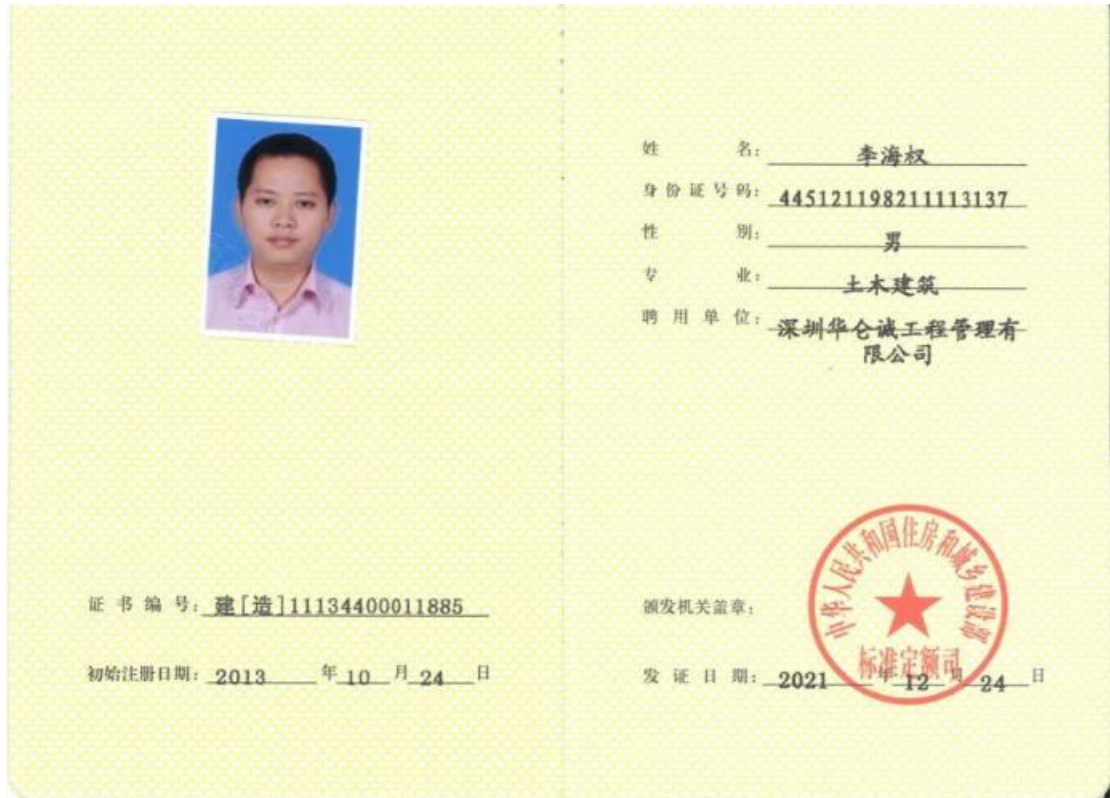 姓 名: 李海权
身份证号码: 445121198211113137
性 别: 男
专 业: 土木建筑
聘用单位: 深圳华仑诚工程管理有
限公司
证书编号: 建[造]11134400011885
初始注册日期: 2013 年 10 月 24 日
颁发机关盖章:
中华人民共和国住房和城乡建设部
标准定额司
发证日期: 2021 年 12 月 24 日